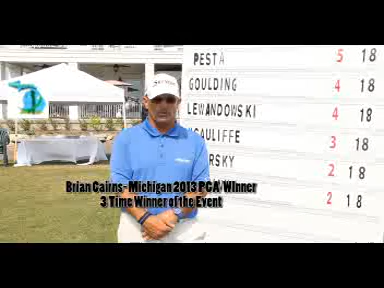 PESTA 5 18
GOULDING 4 18
LEWANDOWSKI 4 18
CAULIFFE 3 18
RSKY 2 18
2 18
Brian Cairns - Michigan 2013 PGA Winner
3 Time Winner of the Event